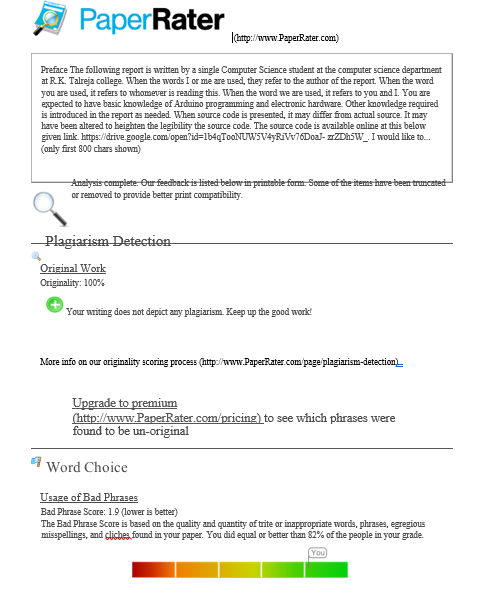 PaperRater
(http://www.PaperRater.com)
Preface The following report is written by a single Computer Science student at the computer science department
at R.K. Talreja college. When the words I or me are used, they refer to the author of the report. When the word
you are used, it refers to whomever is reading this. When the word we are used, it refers to you and I. You are
expected to have basic knowledge of Arduino programming and electronic hardware. Other knowledge required
is introduced in the report as needed. When source code is presented, it may differ from actual source. It may
have been altered to heighten the legibility the source code. The source code is available online at this below
given link. https://drive.google.com/open?id=1b4qTooNUW5V4yRiVv76DoaJ- zrZDh5W_. I would like to...
(only first 800 chars shown)
Analysis complete. Our feedback is listed below in printable form. Some of the items have been truncated
or removed to provide better print compatibility.
Plagiarism Detection
Original Work
Originality: 100%
Your writing does not depict any plagiarism. Keep up the good work!
More info on our originality scoring process (http://www.PaperRater.com/page/plagiarism-detection)..
Upgrade to premium
(http://www.PaperRater.com/pricing) to see which phrases were
found to be un-original
Word Choice
Usage of Bad Phrases
Bad Phrase Score: 1.9 (lower is better)
The Bad Phrase Score is based on the quality and quantity of trite or inappropriate words, phrases, egregious
misspellings, and cliches found in your paper. You did equal or better than 82% of the people in your grade.
You